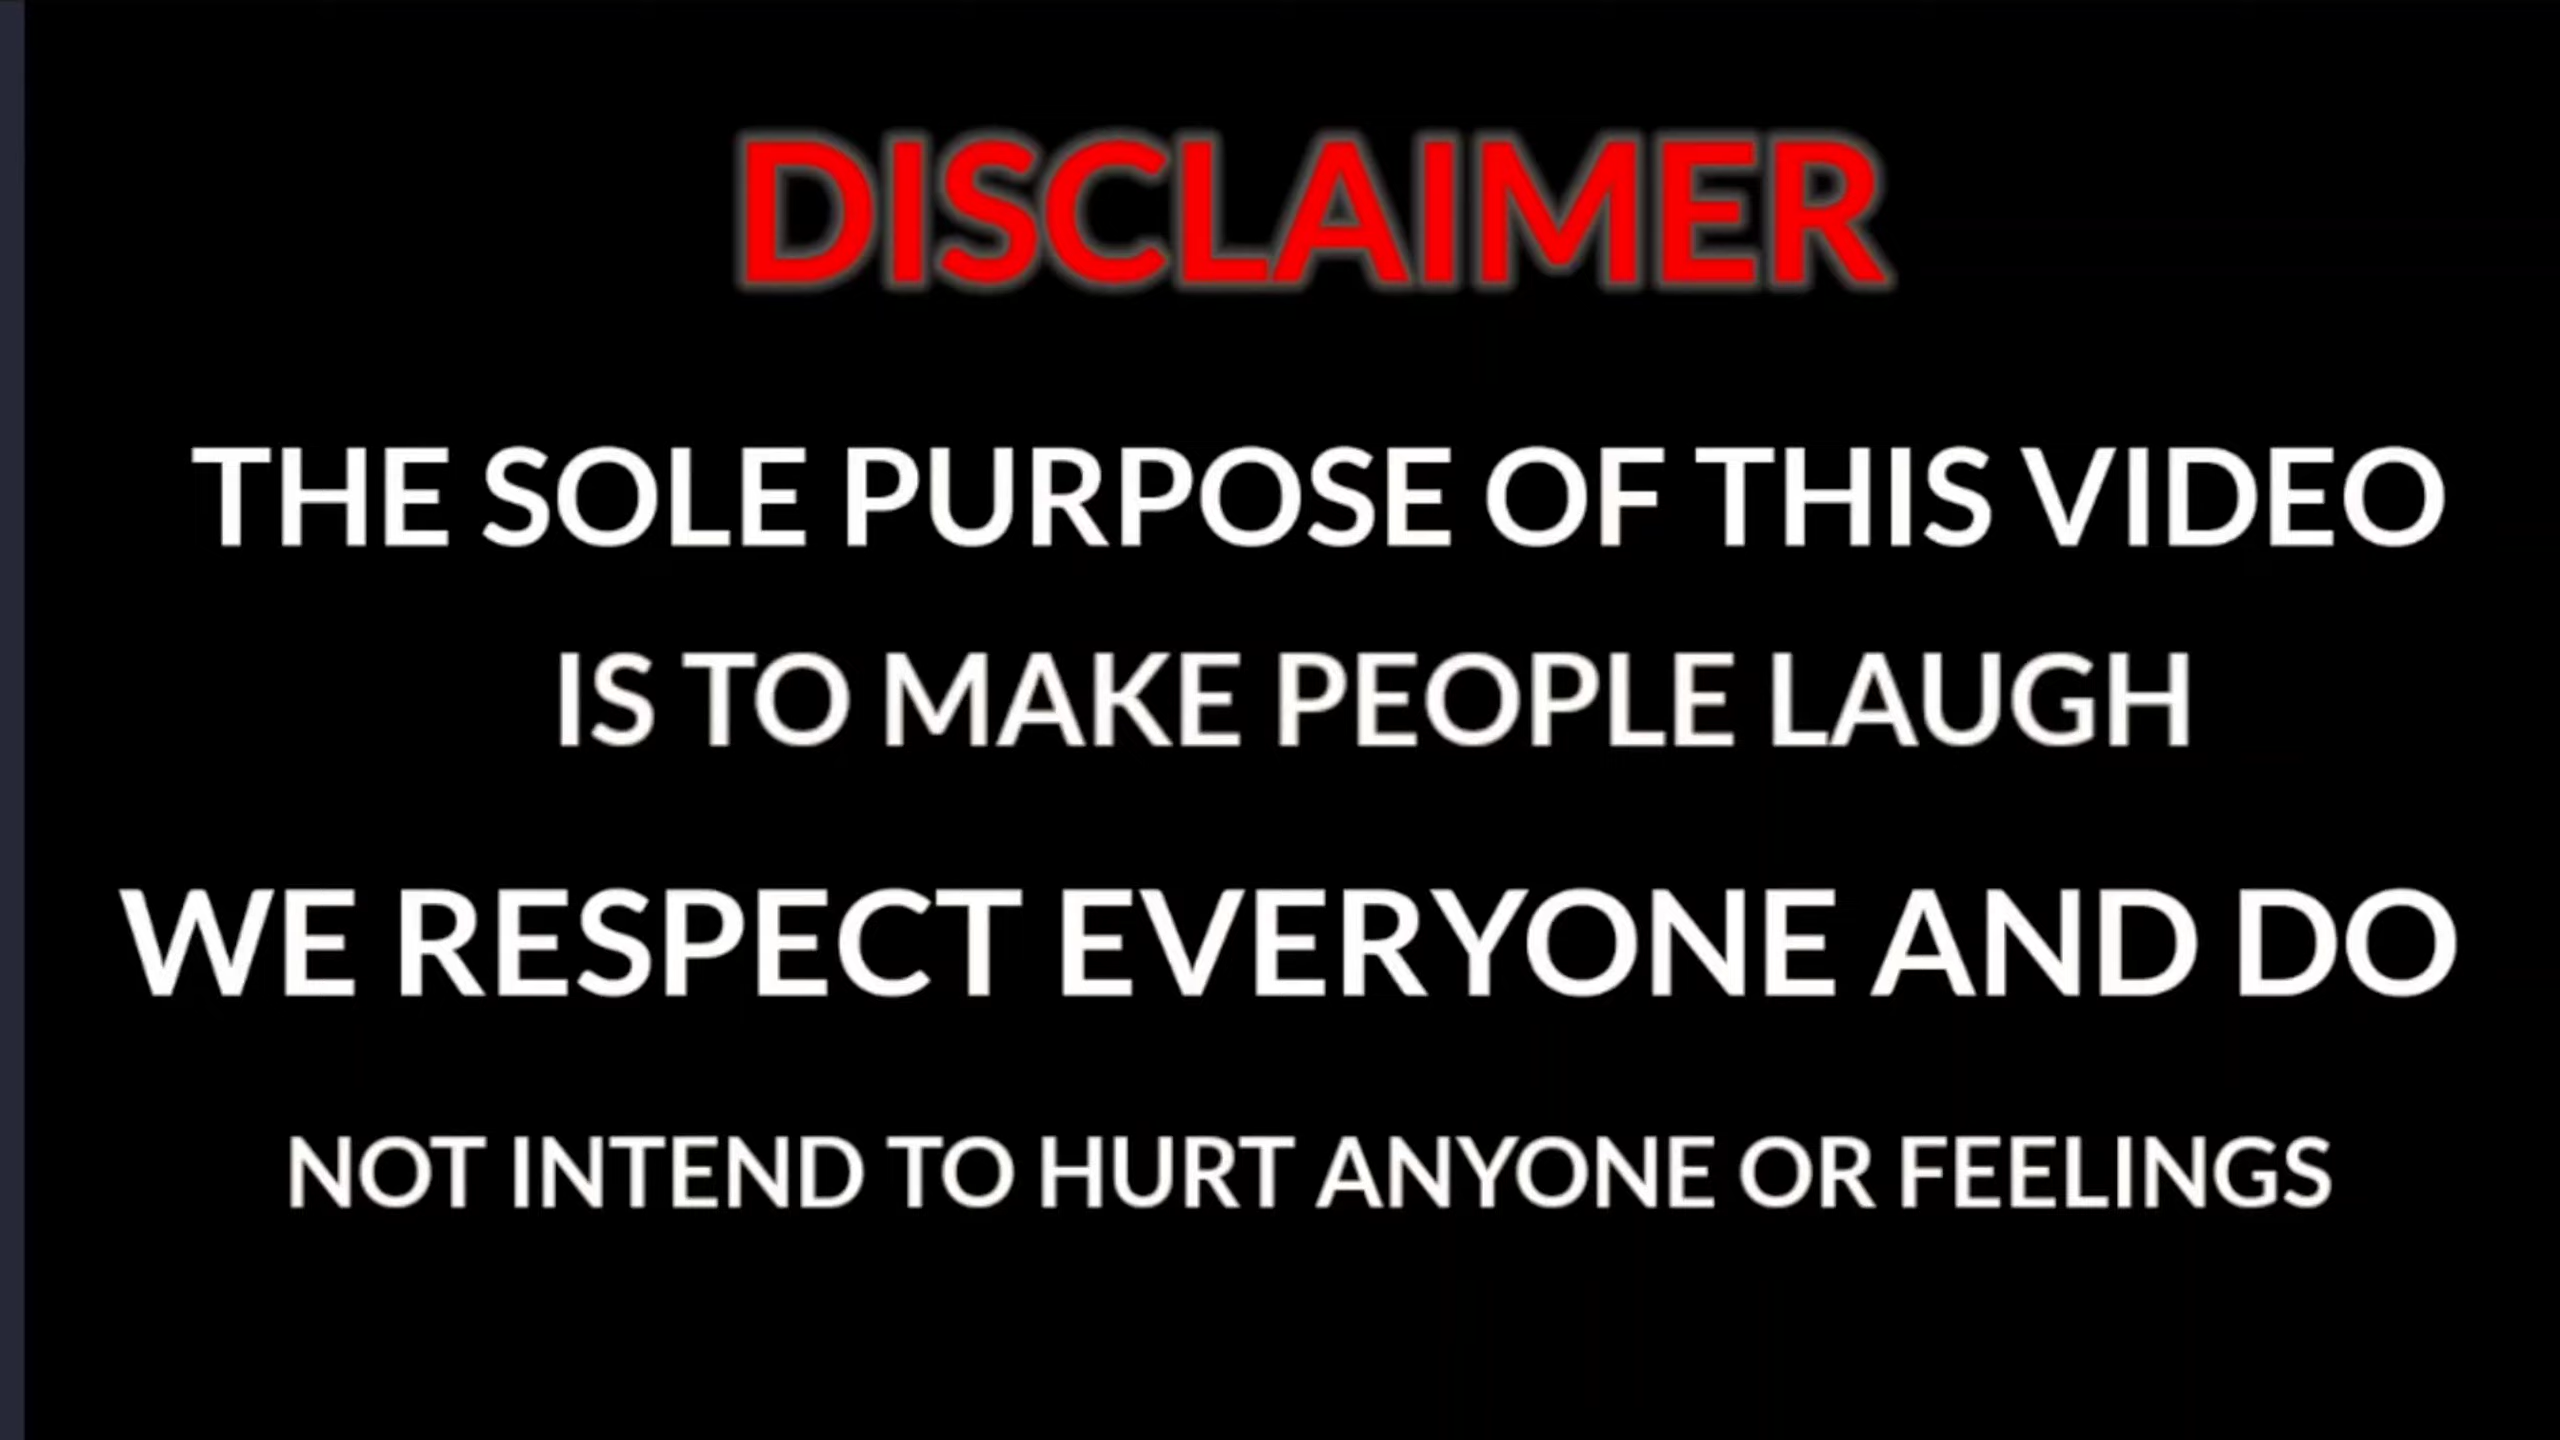 DISCLAIMER
THE SOLE PURPOSE OF THIS VIDEO
IS TO MAKE PEOPLE LAUGH
WE RESPECT EVERYONE AND DO
NOT INTEND TO HURT ANYONE OR FEELINGS